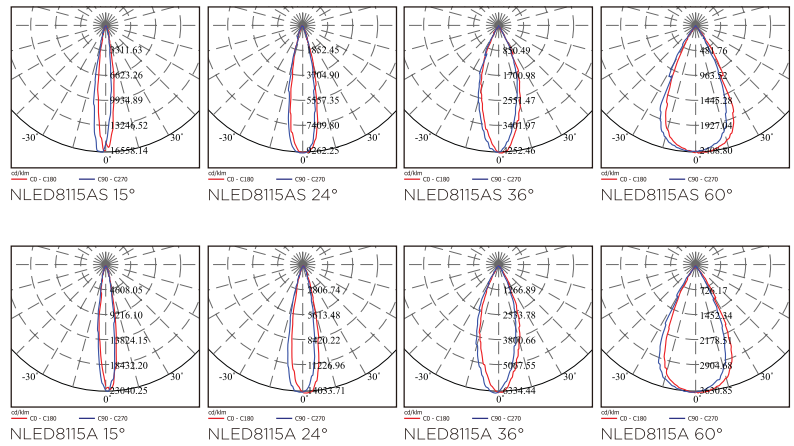 3311.63
6623.26
9934.89
13246.52
16558.14
-30°
30°
0°
cd/klm
C0 - C180
C90 - C270
NLED8115AS 15°
1852.45
3704.90
5557.35
7409.80
9262.25
-30°
30°
0°
cd/klm
C0 - C180
C90 - C270
NLED8115AS 24°
850.49
1700.98
2551.47
3401.97
4252.46
-30°
30°
0°
cd/klm
C0 - C180
C90 - C270
NLED8115AS 36°
481.76
963.52
1445.28
1927.04
2408.80
-30°
30°
0°
cd/klm
C0 - C180
C90 - C270
NLED8115AS 60°
4608.05
9216.10
13824.15
18432.20
23040.25
-30°
30°
0°
cd/klm
C0 - C180
C90 - C270
NLED8115A 15°
2806.74
5613.48
8420.22
11226.96
14033.71
-30°
30°
0°
cd/klm
C0 - C180
C90 - C270
NLED8115A 24°
1266.89
2533.78
3800.66
5067.55
6334.44
-30°
30°
0°
cd/klm
C0 - C180
C90 - C270
NLED8115A 36°
726.17
1452.34
2178.51
2904.68
3630.85
-30°
30°
0°
cd/klm
C0 - C180
C90 - C270
NLED8115A 60°